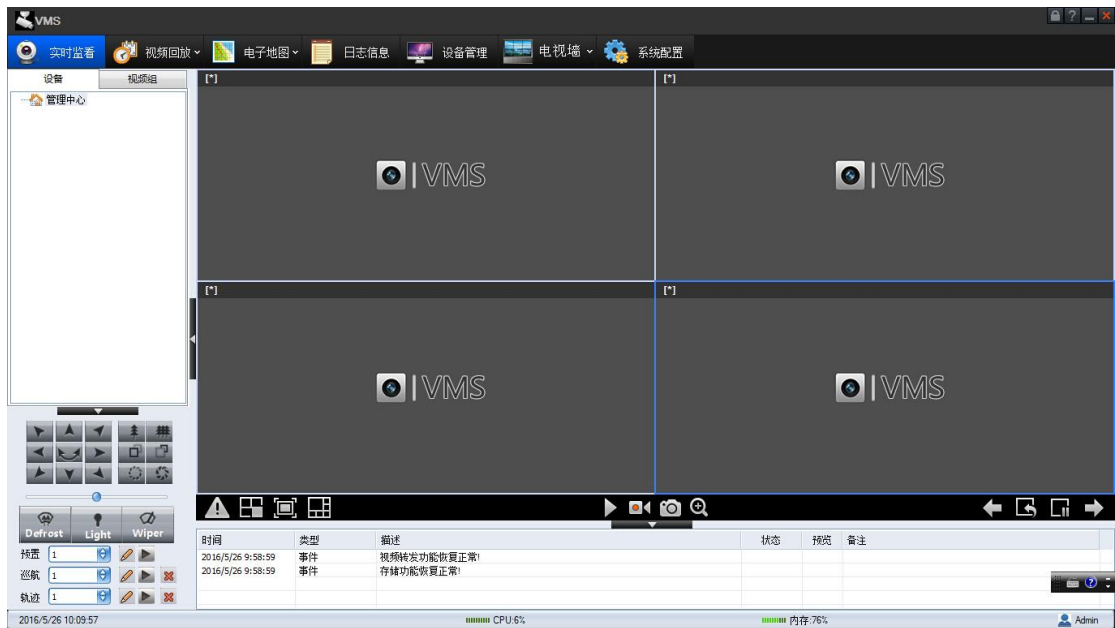 VMS
实时监看 视频回放 电子地图 日志信息 设备管理 电视墙 系统配置
设备 视频组
管理中心
[*] [*]
VMS VMS
[*] [*]
VMS VMS
Defrost Light Wiper
预置 1
巡航 1
轨迹 1
时间 类型 描述 状态 预览 备注
2016/5/26 9:58:59 事件 视频转发功能恢复正常!
2016/5/26 9:58:59 事件 存储功能恢复正常!
2016/5/26 10:09:57 CPU:6% 内存:76% Admin